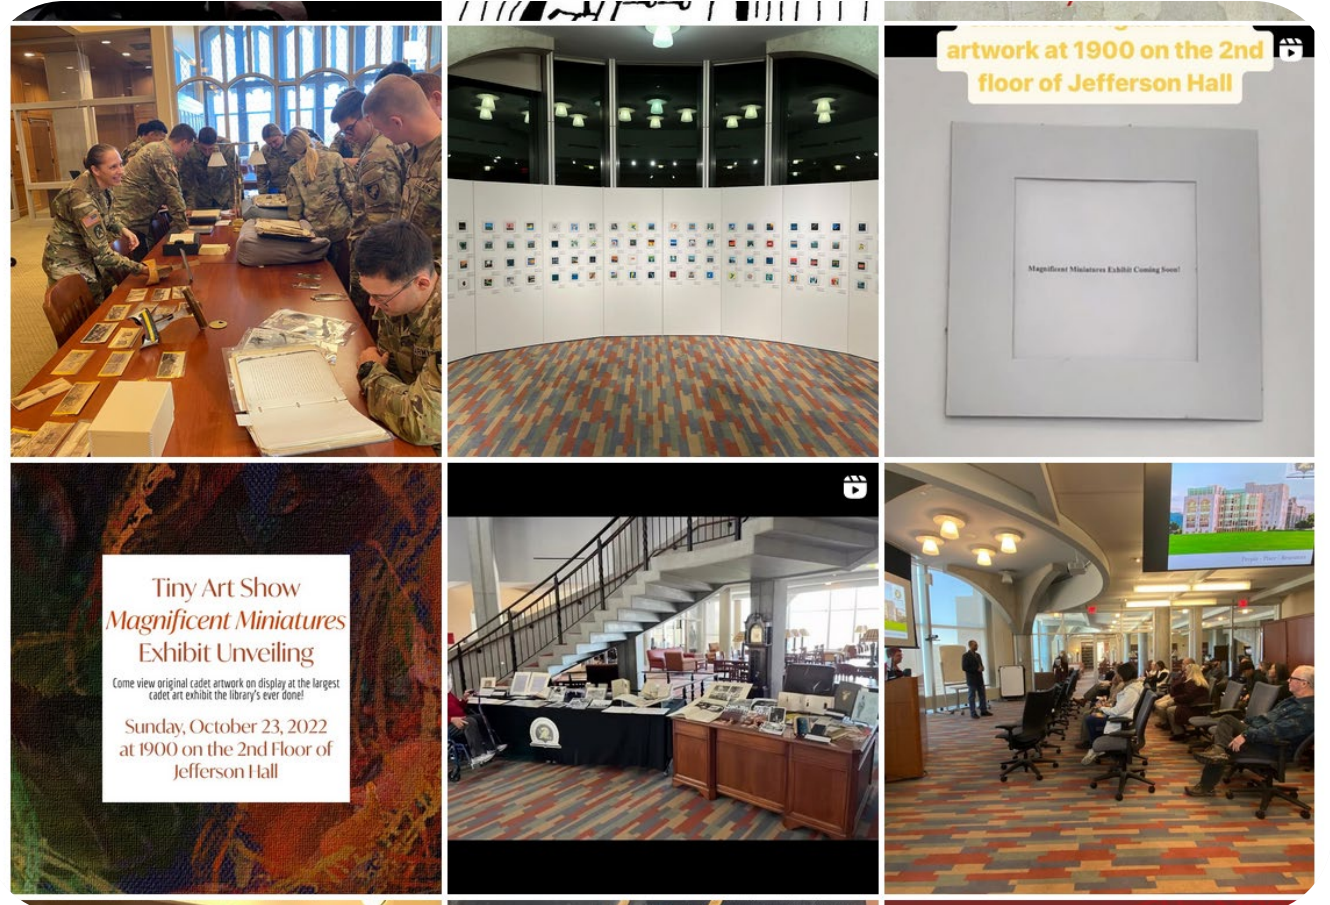 artwork at 1900 on the 2nd
floor of Jefferson Hall
Magnificent Miniatures Exhibit Coming Soon!
Tiny Art Show
Magnificent Miniatures
Exhibit Unveiling
Come view original cadet artwork on display at the largest
cadet art exhibit the library's ever done!
Sunday, October 23, 2022
at 1900 on the 2nd Floor of
Jefferson Hall